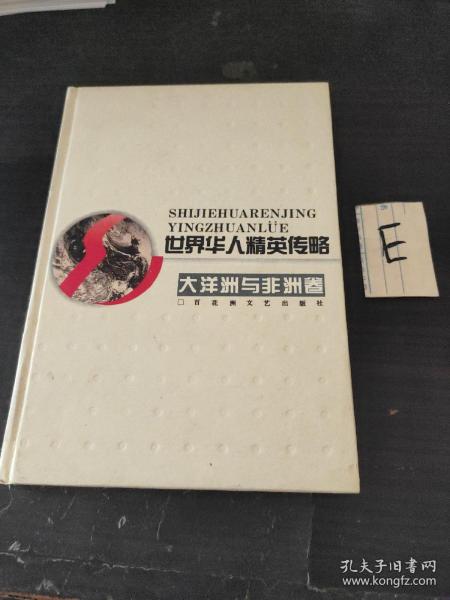 SHIJIEHUARENJING
YINGZHUANLÜE
世界华人精英传略
大洋洲与非洲卷
□百花洲文艺出版社
E
孔夫子旧书网
www.kongfz.com